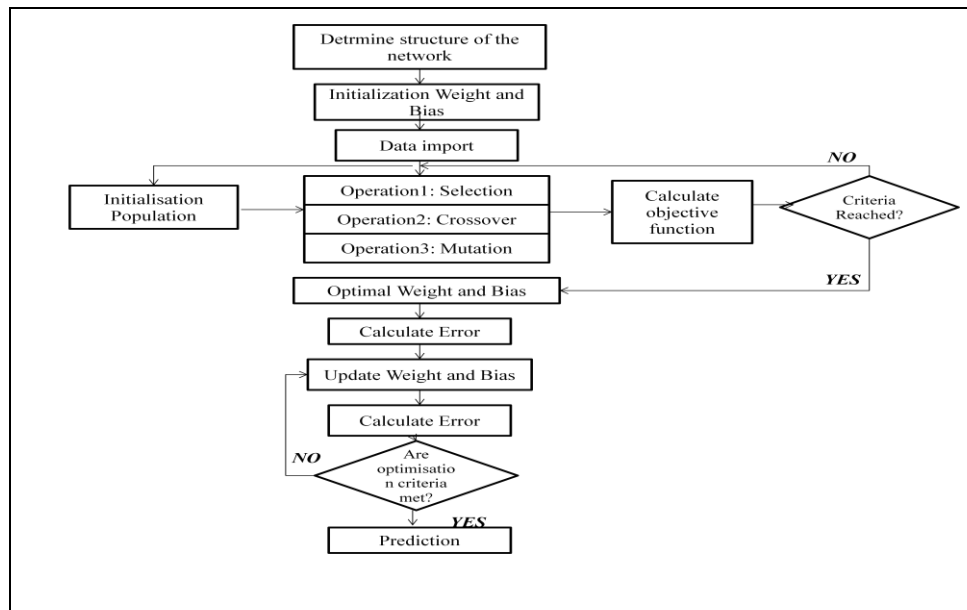 Detrmine structure of the
network
Initialization Weight and
Bias
Data import
NO
Initialisation
Population
Operation1: Selection
Operation2: Crossover
Operation3: Mutation
Calculate
objective
function
Criteria
Reached?
YES
Optimal Weight and Bias
Calculate Error
Update Weight and Bias
Calculate Error
NO
Are
optimisatio
n criteria
met?
YES
Prediction